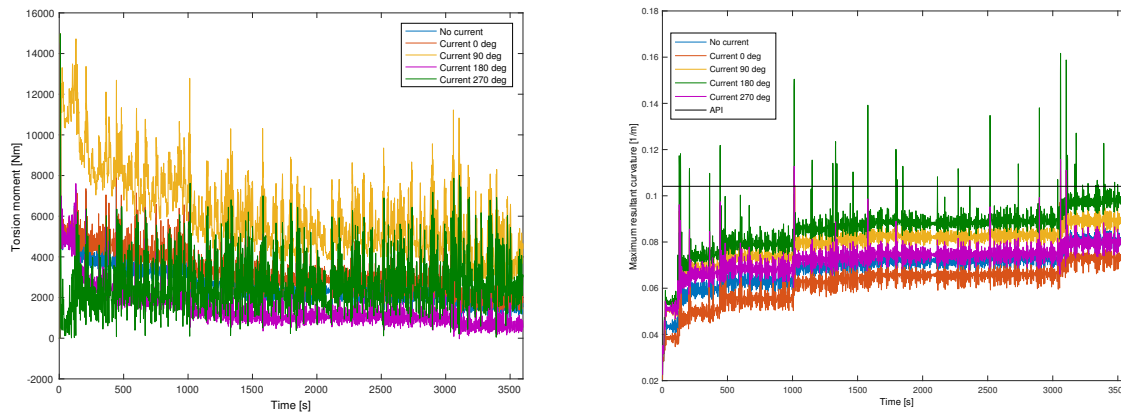 16000
14000
12000
10000
8000
6000
4000
2000
0
-2000
Torsion moment [Nm]
0 500 1000 1500 2000 2500 3000 3500
Time [s]
No current
Current 0 deg
Current 90 deg
Current 180 deg
Current 270 deg
0.18
0.16
0.14
0.12
0.1
0.08
0.06
0.04
0.02
Maximum resultant curvature [1/m]
0 500 1000 1500 2000 2500 3000 3500
Time [s]
No current
Current 0 deg
Current 90 deg
Current 180 deg
Current 270 deg
API